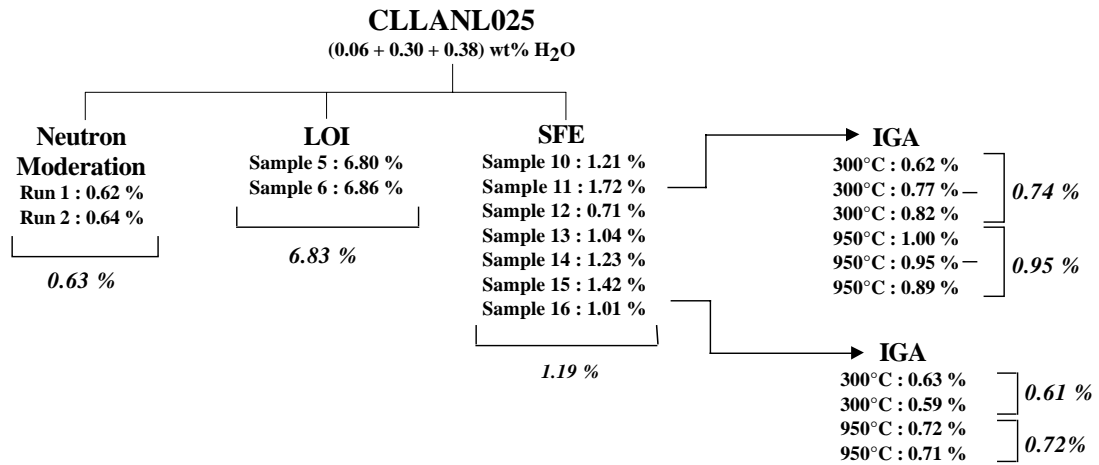 CLLANL025
(0.06 + 0.30 + 0.38) wt% H2O
Neutron
Moderation
Run 1 : 0.62 %
Run 2 : 0.64 %
0.63 %
LOI
Sample 5 : 6.80 %
Sample 6 : 6.86 %
6.83 %
SFE
Sample 10 : 1.21 %
Sample 11 : 1.72 %
Sample 12 : 0.71 %
Sample 13 : 1.04 %
Sample 14 : 1.23 %
Sample 15 : 1.42 %
Sample 16 : 1.01 %
1.19 %
IGA
300°C : 0.62 %
300°C : 0.77 %
300°C : 0.82 %
0.74 %
950°C : 1.00 %
950°C : 0.95 %
950°C : 0.89 %
0.95 %
IGA
300°C : 0.63 %
300°C : 0.59 %
0.61 %
950°C : 0.72 %
950°C : 0.71 %
0.72%